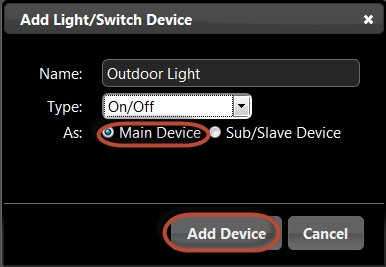 Add Light/Switch Device
Name: Outdoor Light
Type: On/Off
As: Main Device Sub/Slave Device
Add Device Cancel